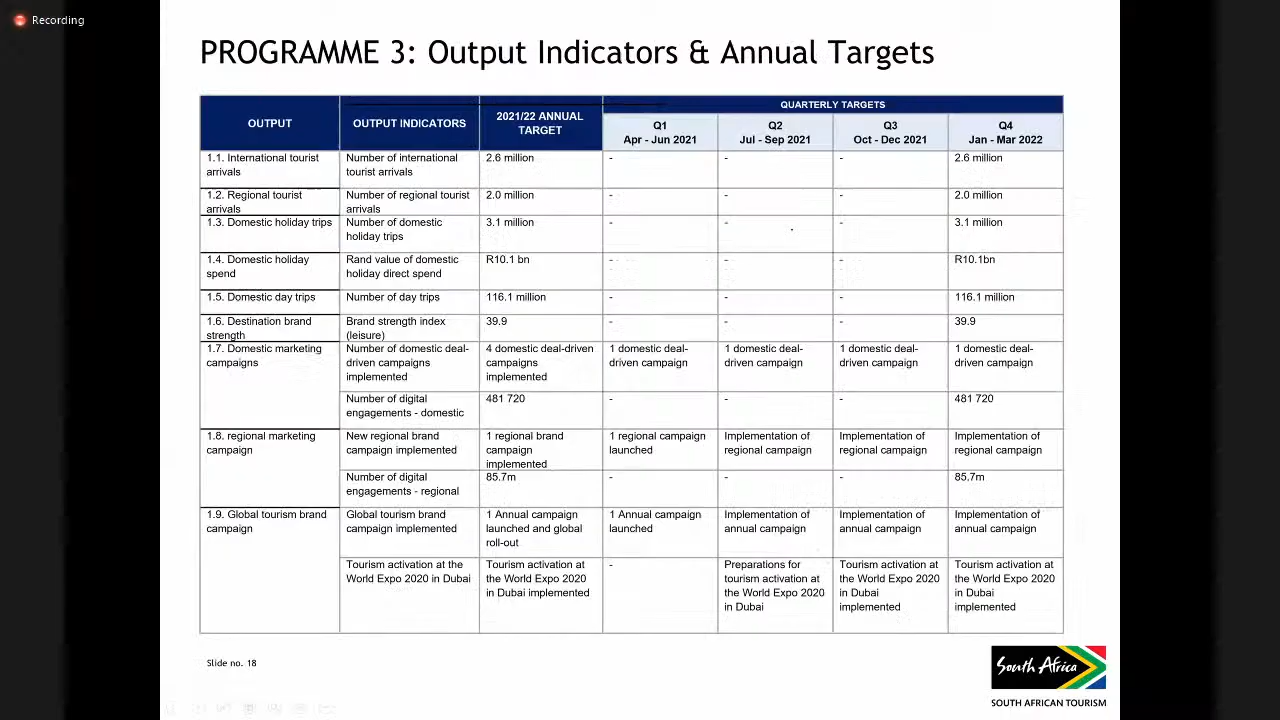 Recording
PROGRAMME 3: Output Indicators & Annual Targets
OUTPUT
OUTPUT INDICATORS
2021/22 ANNUAL
TARGET
QUARTERLY TARGETS
Q1
Apr - Jun 2021
Q2
Jul - Sep 2021
Q3
Oct - Dec 2021
Q4
Jan - Mar 2022
1.1. International tourist
arrivals
Number of international
tourist arrivals
2.6 million
-
-
-
2.6 million
1.2. Regional tourist
arrivals
Number of regional tourist
arrivals
2.0 million
-
-
-
2.0 million
1.3. Domestic holiday trips
Number of domestic
holiday trips
3.1 million
-
-
-
3.1 million
1.4. Domestic holiday
spend
Rand value of domestic
holiday direct spend
R10.1 bn
-
-
-
R10.1bn
1.5. Domestic day trips
Number of day trips
116.1 million
-
-
-
116.1 million
1.6. Destination brand
strength
Brand strength index
(leisure)
39.9
-
-
-
39.9
1.7. Domestic marketing
campaigns
Number of domestic deal-
driven campaigns
implemented
4 domestic deal-driven
campaigns
implemented
1 domestic deal-
driven campaign
1 domestic deal-
driven campaign
1 domestic deal-
driven campaign
1 domestic deal-
driven campaign
Number of digital
engagements - domestic
481 720
-
-
-
481 720
1.8. regional marketing
campaign
New regional brand
campaign implemented
1 regional brand
campaign
implemented
1 regional campaign
launched
Implementation of
regional campaign
Implementation of
regional campaign
Implementation of
regional campaign
Number of digital
engagements - regional
85.7m
-
-
-
85.7m
1.9. Global tourism brand
campaign
Global tourism brand
campaign implemented
1 Annual campaign
launched and global
roll-out
1 Annual campaign
launched
Implementation of
annual campaign
Implementation of
annual campaign
Implementation of
annual campaign
Tourism activation at the
World Expo 2020 in Dubai
Tourism activation at
the World Expo 2020
in Dubai implemented
-
Preparations for
tourism activation at
the World Expo 2020
in Dubai
Tourism activation at
the World Expo 2020
in Dubai
implemented
Tourism activation at
the World Expo 2020
in Dubai
implemented
Slide no. 18
South Africa
SOUTH AFRICAN TOURISM